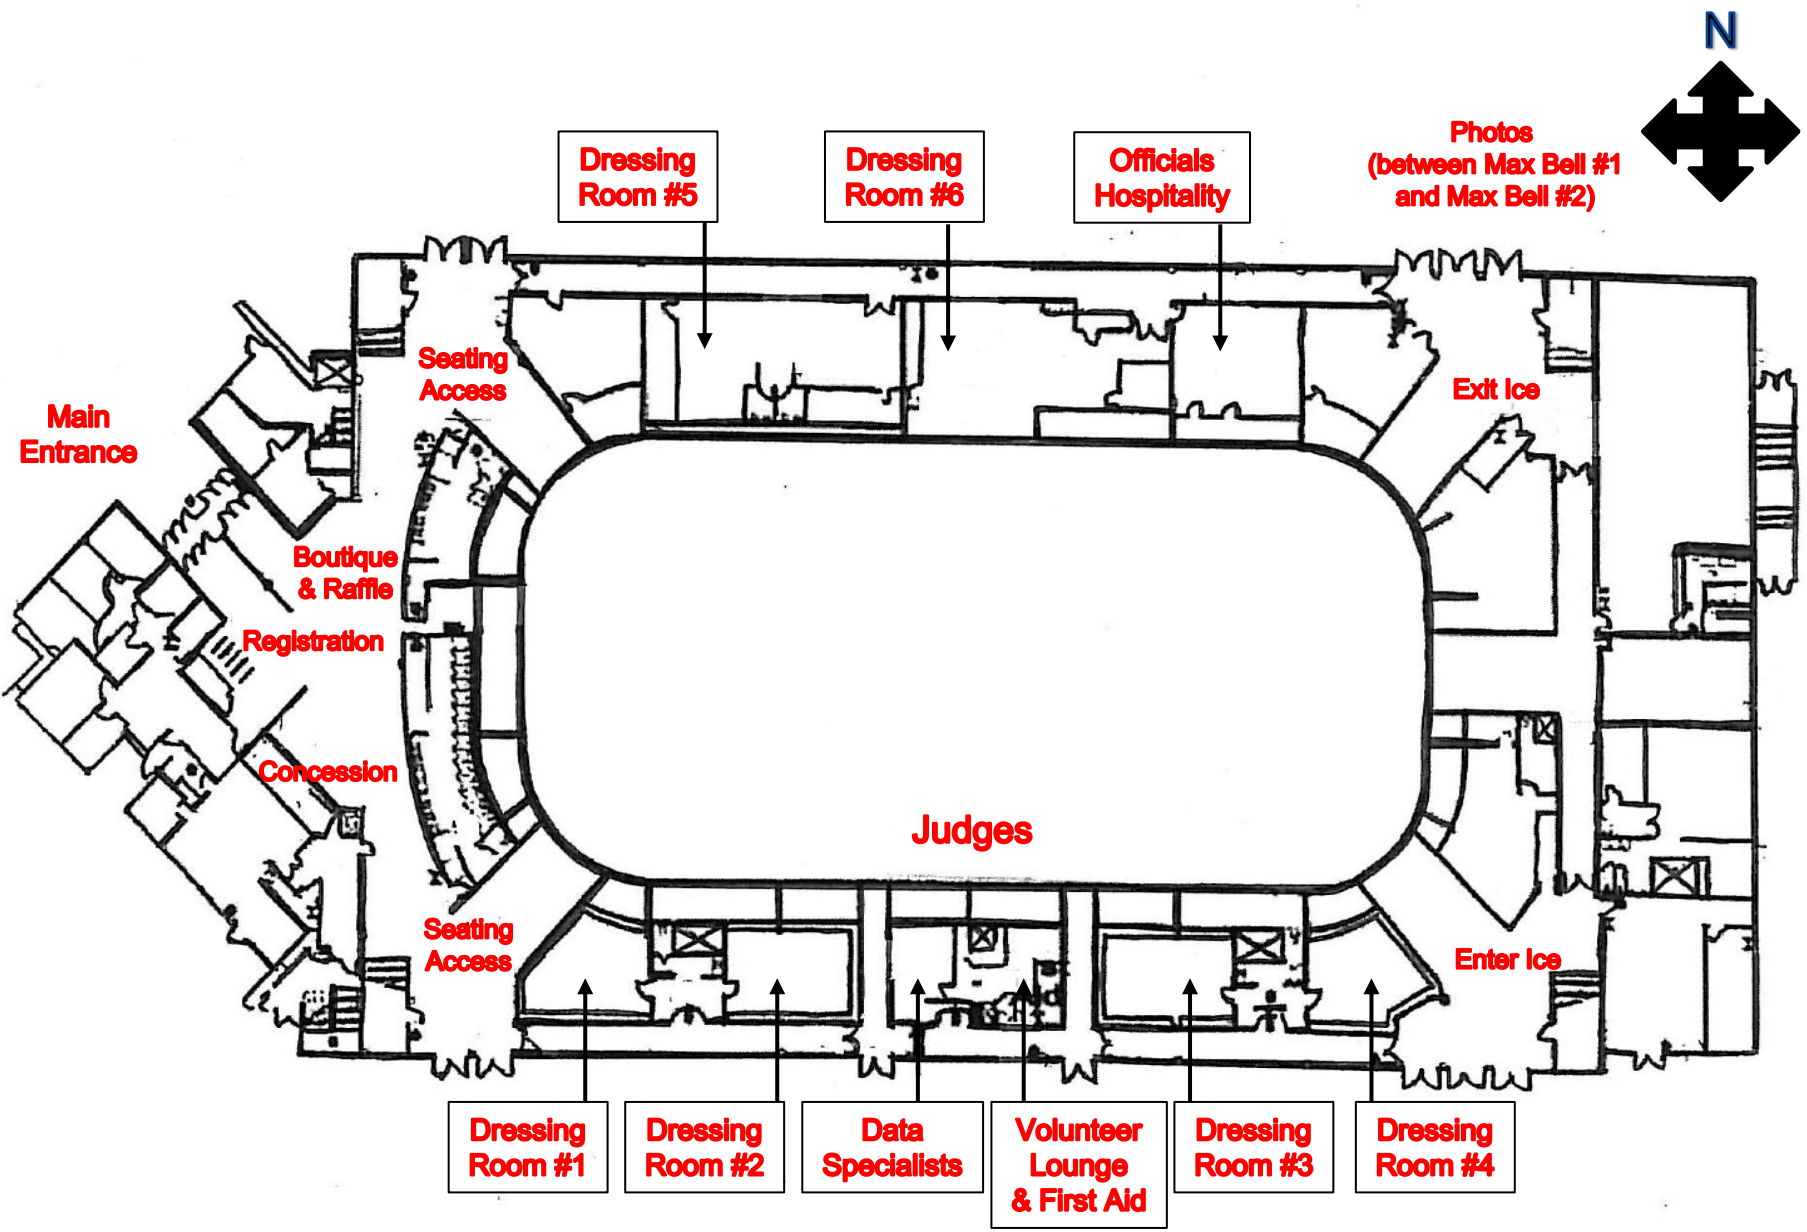 N
Photos
(between Max Bell #1
and Max Bell #2)
Dressing
Room #5
Dressing
Room #6
Officials
Hospitality
Seating
Access
Exit Ice
Main
Entrance
Boutique
& Raffle
Registration
Concession
Judges
Seating
Access
Enter Ice
Dressing
Room #1
Dressing
Room #2
Data
Specialists
Volunteer
Lounge
& First Aid
Dressing
Room #3
Dressing
Room #4